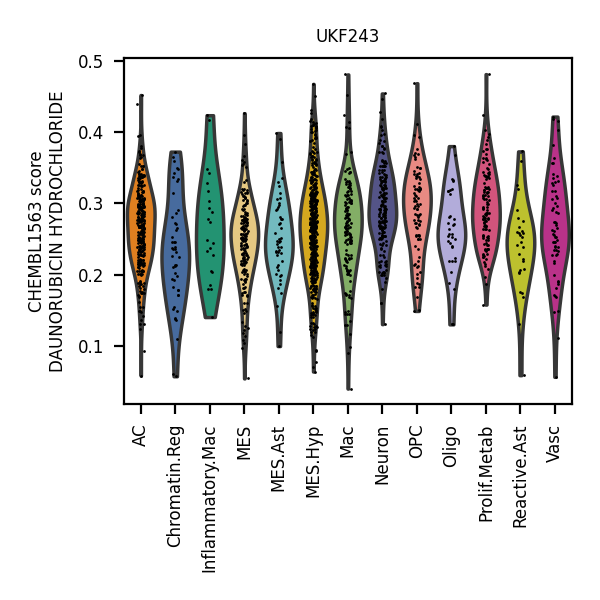 UKF243
CHEMBL1563 score
DAUNORUBICIN HYDROCHLORIDE
0.5
0.4
0.3
0.2
0.1
AC
Chromatin.Reg
Inflammatory.Mac
MES
MES.Ast
MES.Hyp
Mac
Neuron
OPC
Oligo
Prolif.Metab
Reactive.Ast
Vasc